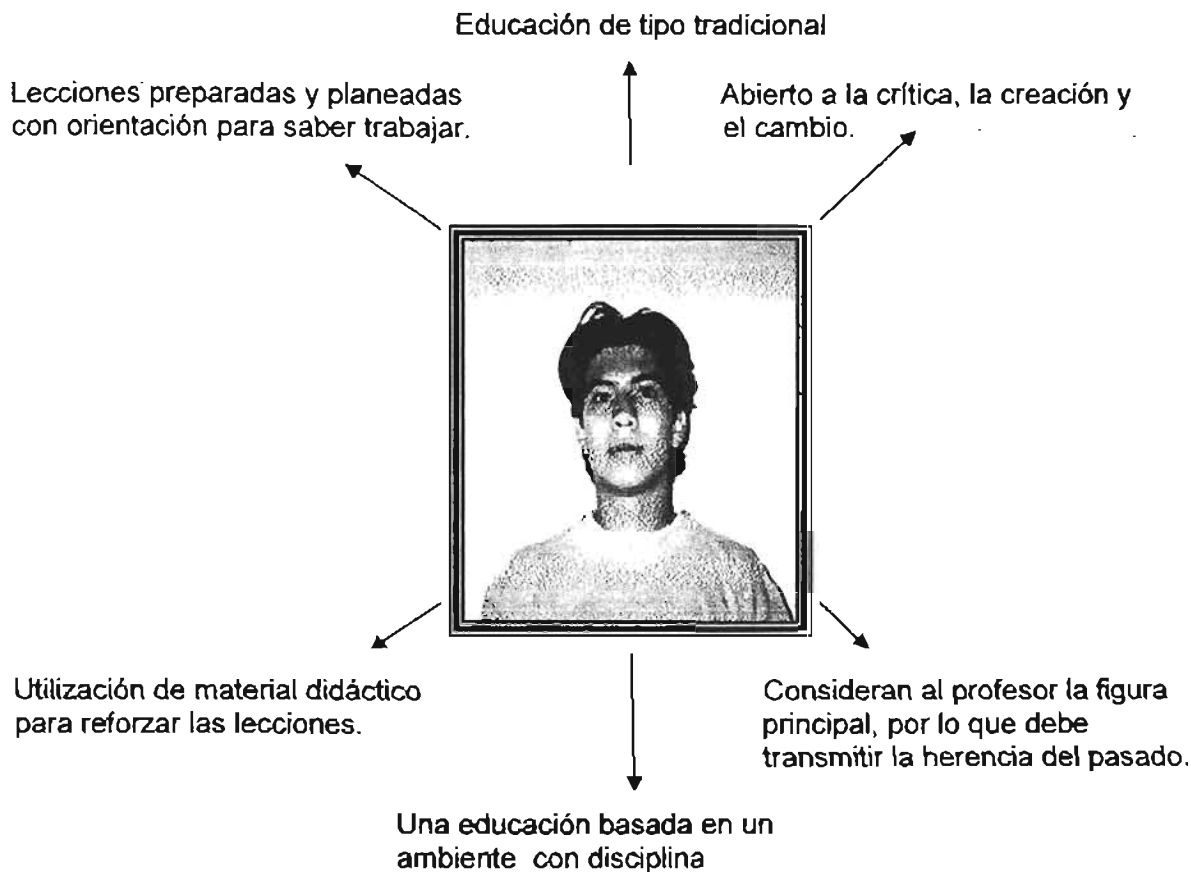 Educación de tipo tradicional
Lecciones preparadas y planeadas
con orientación para saber trabajar.
Abierto a la crítica, la creación y
el cambio.
Utilización de material didáctico
para reforzar las lecciones.
Consideran al profesor la figura
principal, por lo que debe
transmitir la herencia del pasado.
Una educación basada en un
ambiente con disciplina